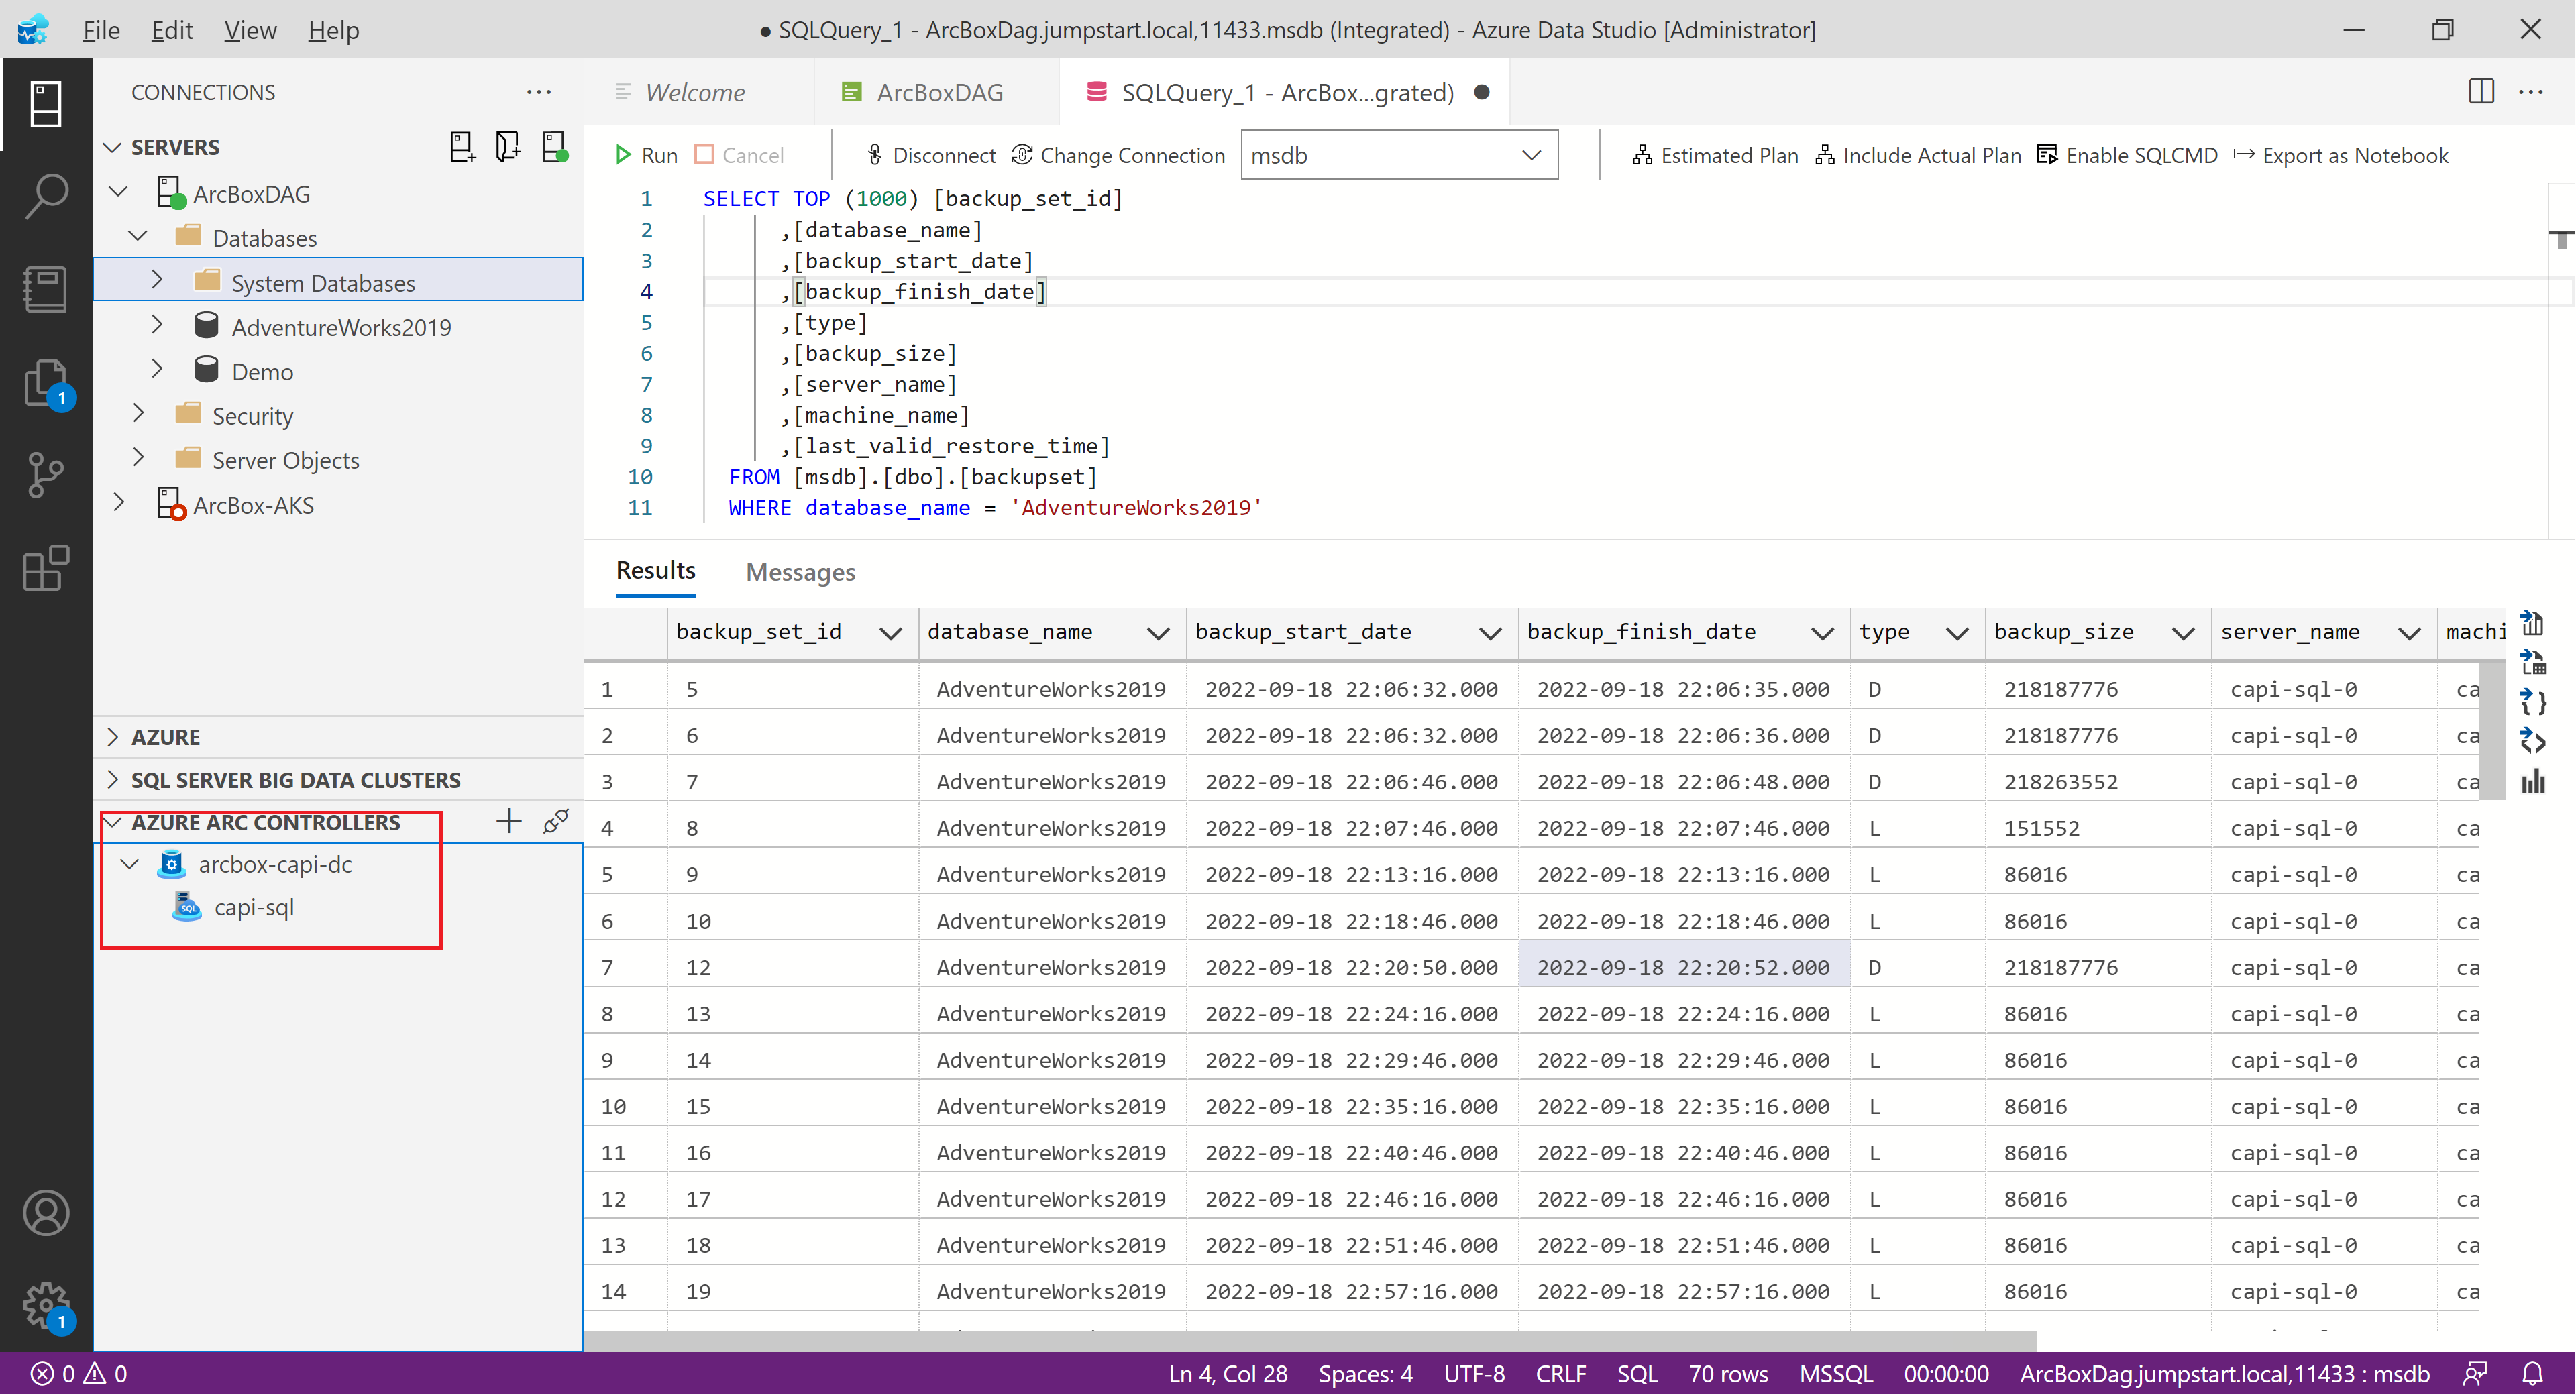 File Edit View Help
● SQLQuery_1 - ArcBoxDag.jumpstart.local,11433.msdb (Integrated) - Azure Data Studio [Administrator]
CONNECTIONS
SERVERS
ArcBoxDAG
Databases
System Databases
AdventureWorks2019
Demo
Security
Server Objects
ArcBox-AKS
AZURE
SQL SERVER BIG DATA CLUSTERS
AZURE ARC CONTROLLERS
arcbox-capi-dc
capi-sql
1
1
Welcome ArcBoxDAG SQLQuery_1 - ArcBox...grated)
Run Cancel Disconnect Change Connection msdb Estimated Plan Include Actual Plan Enable SQLCMD Export as Notebook
1 SELECT TOP (1000) [backup_set_id]
2 ,[database_name]
3 ,[backup_start_date]
4 ,[backup_finish_date]
5 ,[type]
6 ,[backup_size]
7 ,[server_name]
8 ,[machine_name]
9 ,[last_valid_restore_time]
10 FROM [msdb].[dbo].[backupset]
11 WHERE database_name = 'AdventureWorks2019'
Results Messages
backup_set_id database_name backup_start_date backup_finish_date type backup_size server_name machi
1 5 AdventureWorks2019 2022-09-18 22:06:32.000 2022-09-18 22:06:35.000 D 218187776 capi-sql-0 ca
2 6 AdventureWorks2019 2022-09-18 22:06:32.000 2022-09-18 22:06:36.000 D 218187776 capi-sql-0 ca
3 7 AdventureWorks2019 2022-09-18 22:06:46.000 2022-09-18 22:06:48.000 D 218263552 capi-sql-0 ca
4 8 AdventureWorks2019 2022-09-18 22:07:46.000 2022-09-18 22:07:46.000 L 151552 capi-sql-0 ca
5 9 AdventureWorks2019 2022-09-18 22:13:16.000 2022-09-18 22:13:16.000 L 86016 capi-sql-0 ca
6 10 AdventureWorks2019 2022-09-18 22:18:46.000 2022-09-18 22:18:46.000 L 86016 capi-sql-0 ca
7 12 AdventureWorks2019 2022-09-18 22:20:50.000 2022-09-18 22:20:52.000 D 218187776 capi-sql-0 ca
8 13 AdventureWorks2019 2022-09-18 22:24:16.000 2022-09-18 22:24:16.000 L 86016 capi-sql-0 ca
9 14 AdventureWorks2019 2022-09-18 22:29:46.000 2022-09-18 22:29:46.000 L 86016 capi-sql-0 ca
10 15 AdventureWorks2019 2022-09-18 22:35:16.000 2022-09-18 22:35:16.000 L 86016 capi-sql-0 ca
11 16 AdventureWorks2019 2022-09-18 22:40:46.000 2022-09-18 22:40:46.000 L 86016 capi-sql-0 ca
12 17 AdventureWorks2019 2022-09-18 22:46:16.000 2022-09-18 22:46:16.000 L 86016 capi-sql-0 ca
13 18 AdventureWorks2019 2022-09-18 22:51:46.000 2022-09-18 22:51:46.000 L 86016 capi-sql-0 ca
14 19 AdventureWorks2019 2022-09-18 22:57:16.000 2022-09-18 22:57:16.000 L 86016 capi-sql-0 ca
0 0 Ln 4, Col 28 Spaces: 4 UTF-8 CRLF SQL 70 rows MSSQL 00:00:00 ArcBoxDag.jumpstart.local,11433 : msdb